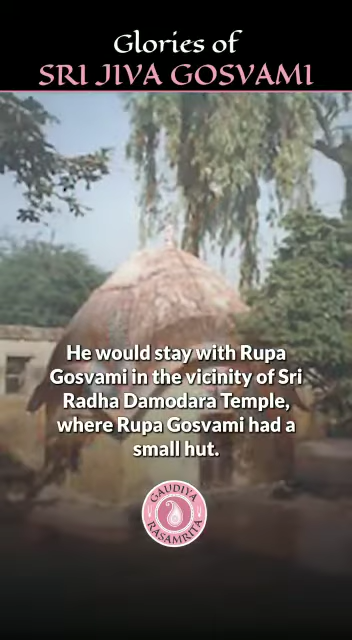 Glories of
SRI JIVA GOSVAMI
He would stay with Rupa
Gosvami in the vicinity of Sri
Radha Damodara Temple,
where Rupa Gosvami had a
small hut.
GAUDIYA
RASAMRITA